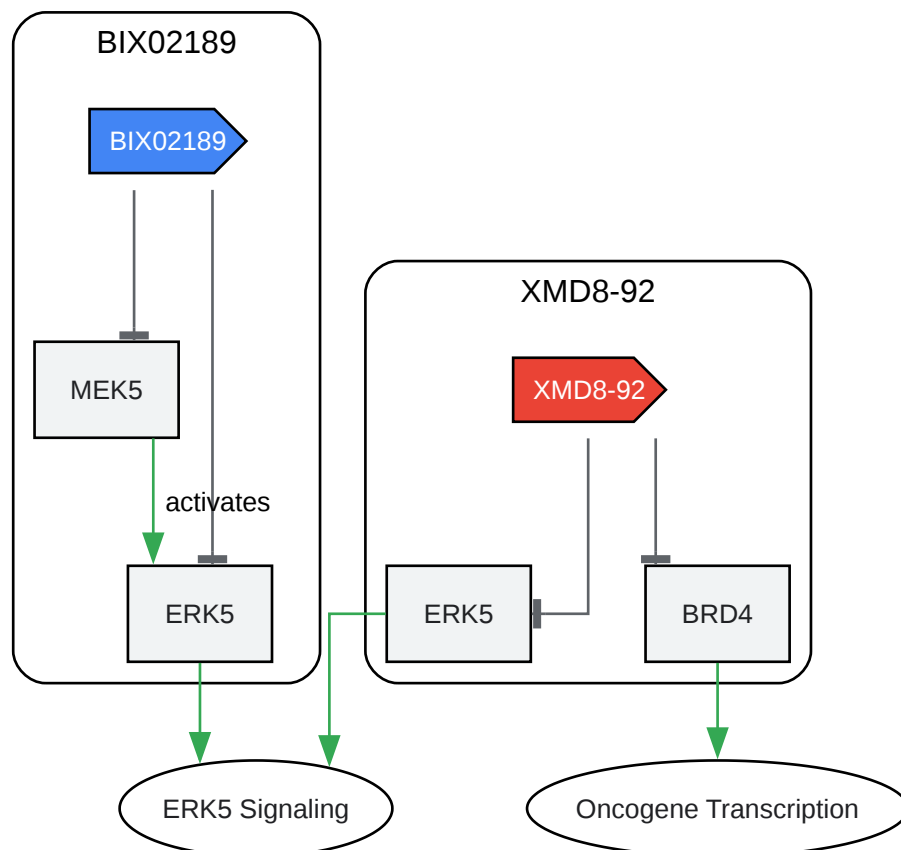 BIX02189
BIX02189
MEK5
activates
ERK5
XMD8-92
XMD8-92
ERK5
BRD4
ERK5 Signaling
Oncogene Transcription